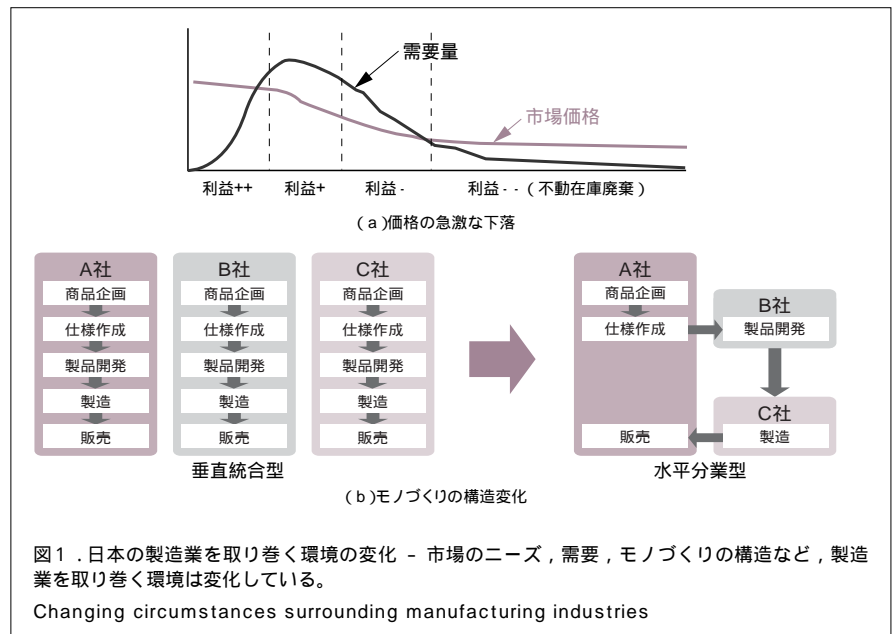 需要量
市場価格
利益++ 利益+ 利益- 利益--(不動在庫廃棄)
(a)価格の急激な下落
A社
商品企画
仕様作成
製品開発
製造
販売
B社
商品企画
仕様作成
製品開発
製造
販売
C社
商品企画
仕様作成
製品開発
製造
販売
垂直統合型
A社
商品企画
仕様作成
販売
B社
製品開発
C社
製造
水平分業型
(b)モノづくりの構造変化
図1.日本の製造業を取り巻く環境の変化 - 市場のニーズ,需要,モノづくりの構造など,製造
業を取り巻く環境は変化している。
Changing circumstances surrounding manufacturing industries